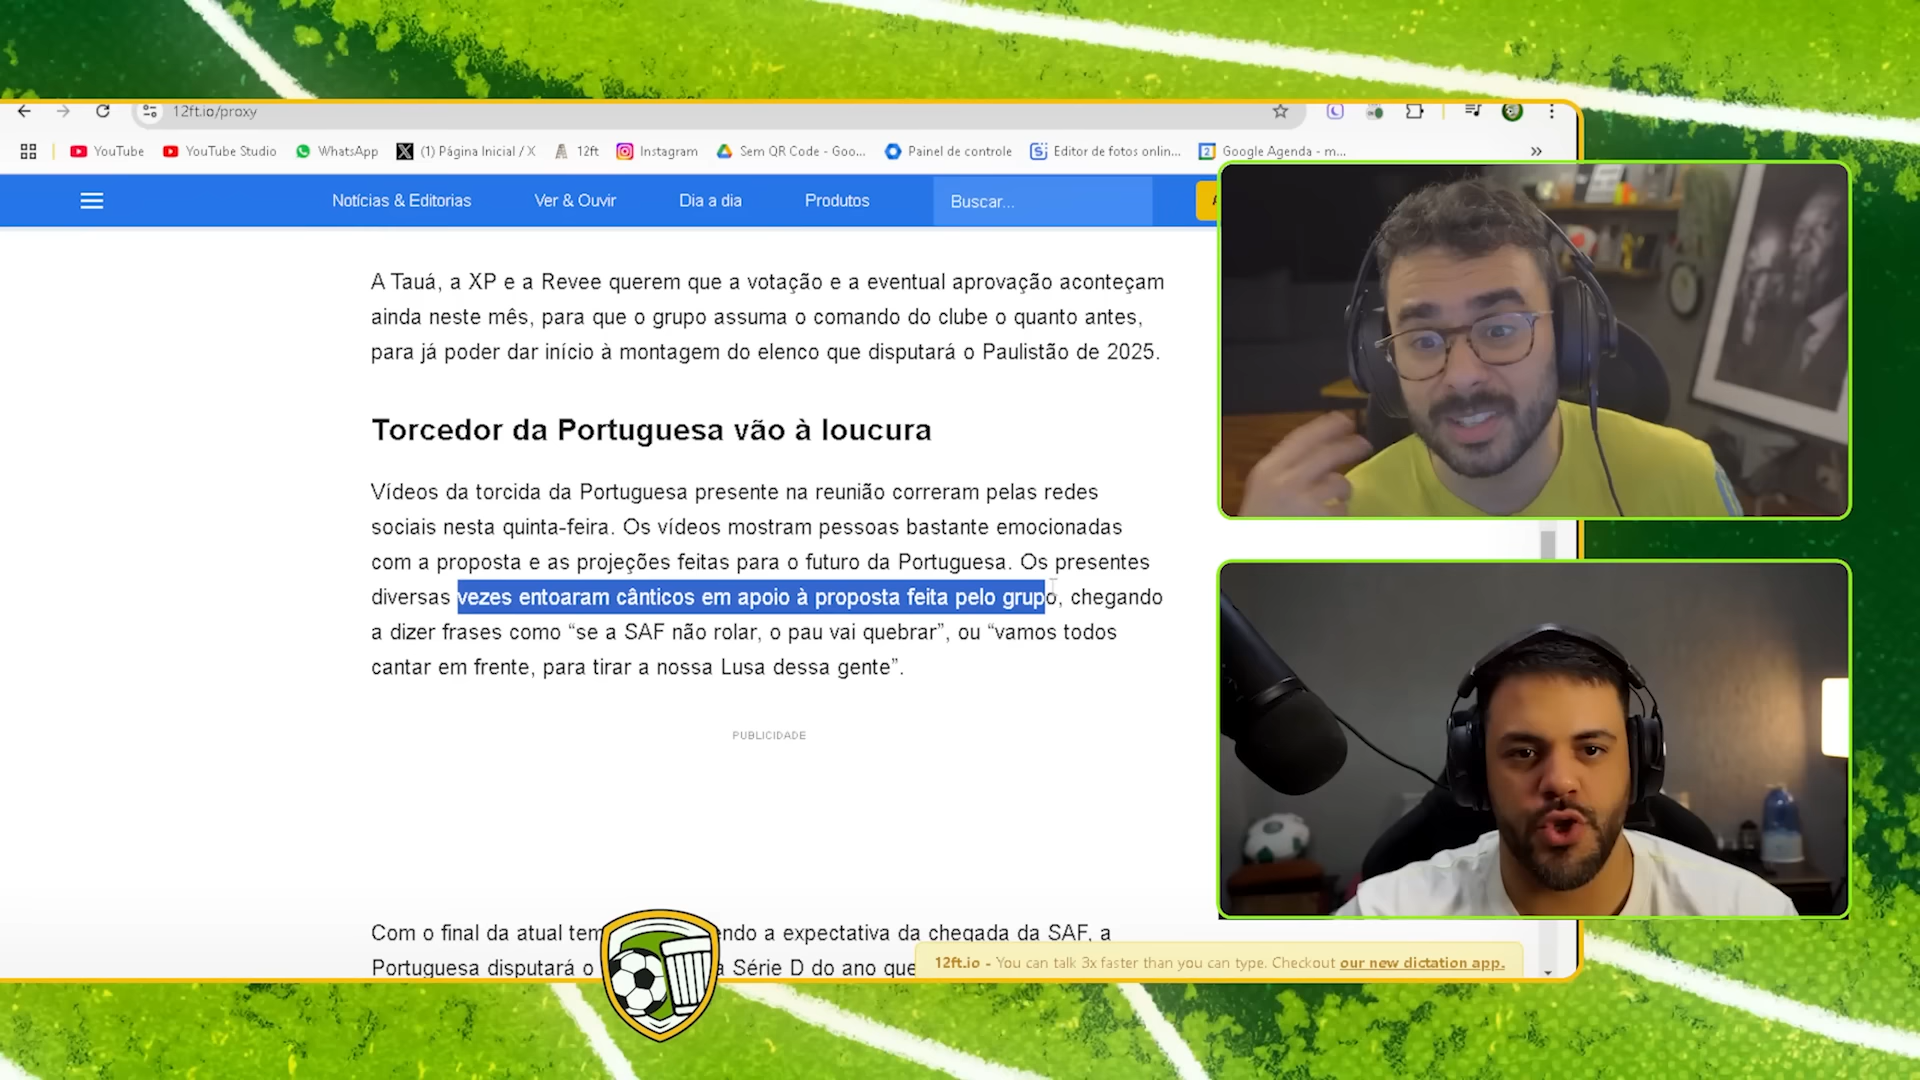 12ft.io/proxy
YouTube YouTube Studio WhatsApp (1) Página Inicial / X 12ft Instagram Sem QR Code - Goo... Painel de controle Editor de fotos onlin... 2 Google Agenda - m... »
Notícias & Editorias Ver & Ouvir Dia a dia Produtos Buscar...
A Tauá, a XP e a Revee querem que a votação e a eventual aprovação aconteçam
ainda neste mês, para que o grupo assuma o comando do clube o quanto antes,
para já poder dar início à montagem do elenco que disputará o Paulistão de 2025.
Torcedor da Portuguesa vão à loucura
Vídeos da torcida da Portuguesa presente na reunião correram pelas redes
sociais nesta quinta-feira. Os vídeos mostram pessoas bastante emocionadas
com a proposta e as projeções feitas para o futuro da Portuguesa. Os presentes
diversas vezes entoaram cânticos em apoio à proposta feita pelo grupo, chegando
a dizer frases como “se a SAF não rolar, o pau vai quebrar”, ou “vamos todos
cantar em frente, para tirar a nossa Lusa dessa gente”.
PUBLICIDADE
Com o final da atual tem endo a expectativa da chegada da SAF, a
Portuguesa disputará o a Série D do ano que
12ft.io - You can talk 3x faster than you can type. Checkout our new dictation app.